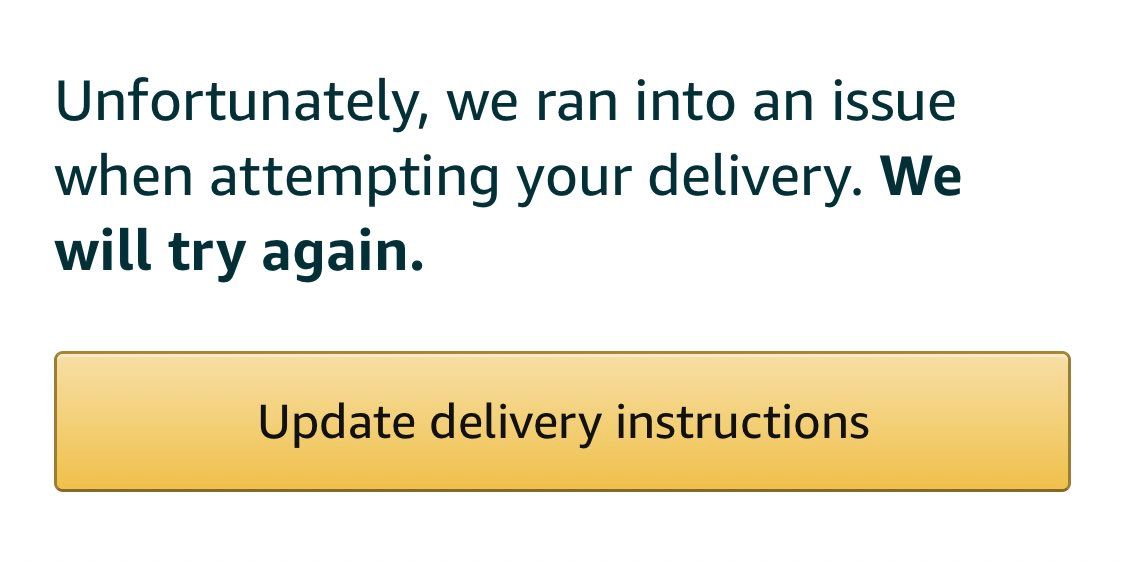 Unfortunately, we ran into an issue
when attempting your delivery. We
will try again.
Update delivery instructions